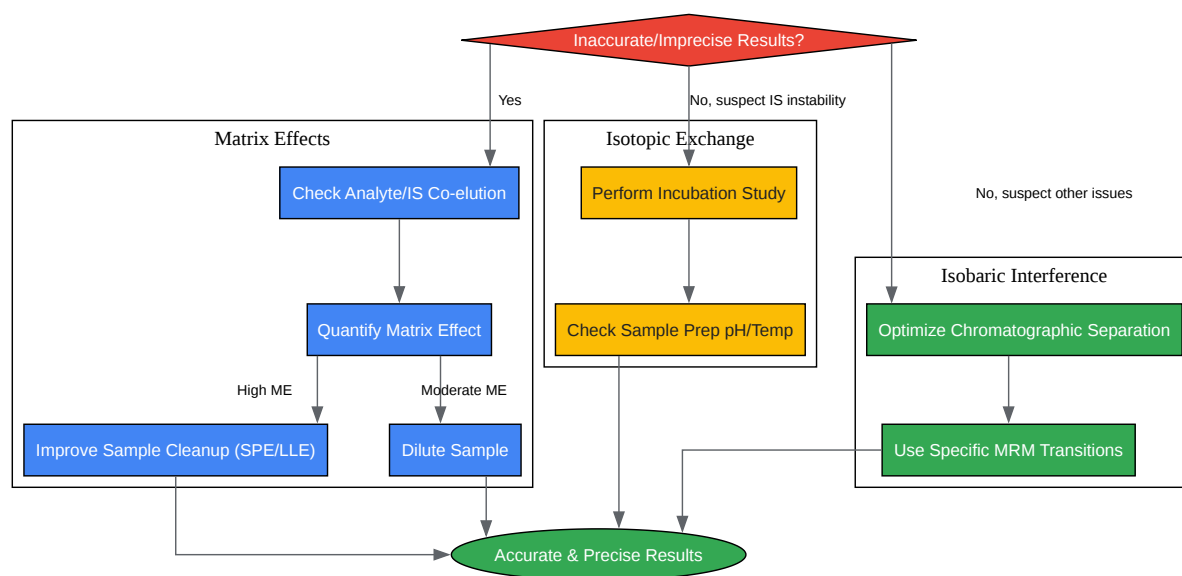 Inaccurate/Imprecise Results?
Yes
No, suspect IS instability
No, suspect other issues
Matrix Effects
Check Analyte/IS Co-elution
Quantify Matrix Effect
High ME
Moderate ME
Improve Sample Cleanup (SPE/LLE)
Dilute Sample
Isotopic Exchange
Perform Incubation Study
Check Sample Prep pH/Temp
Isobaric Interference
Optimize Chromatographic Separation
Use Specific MRM Transitions
Accurate & Precise Results